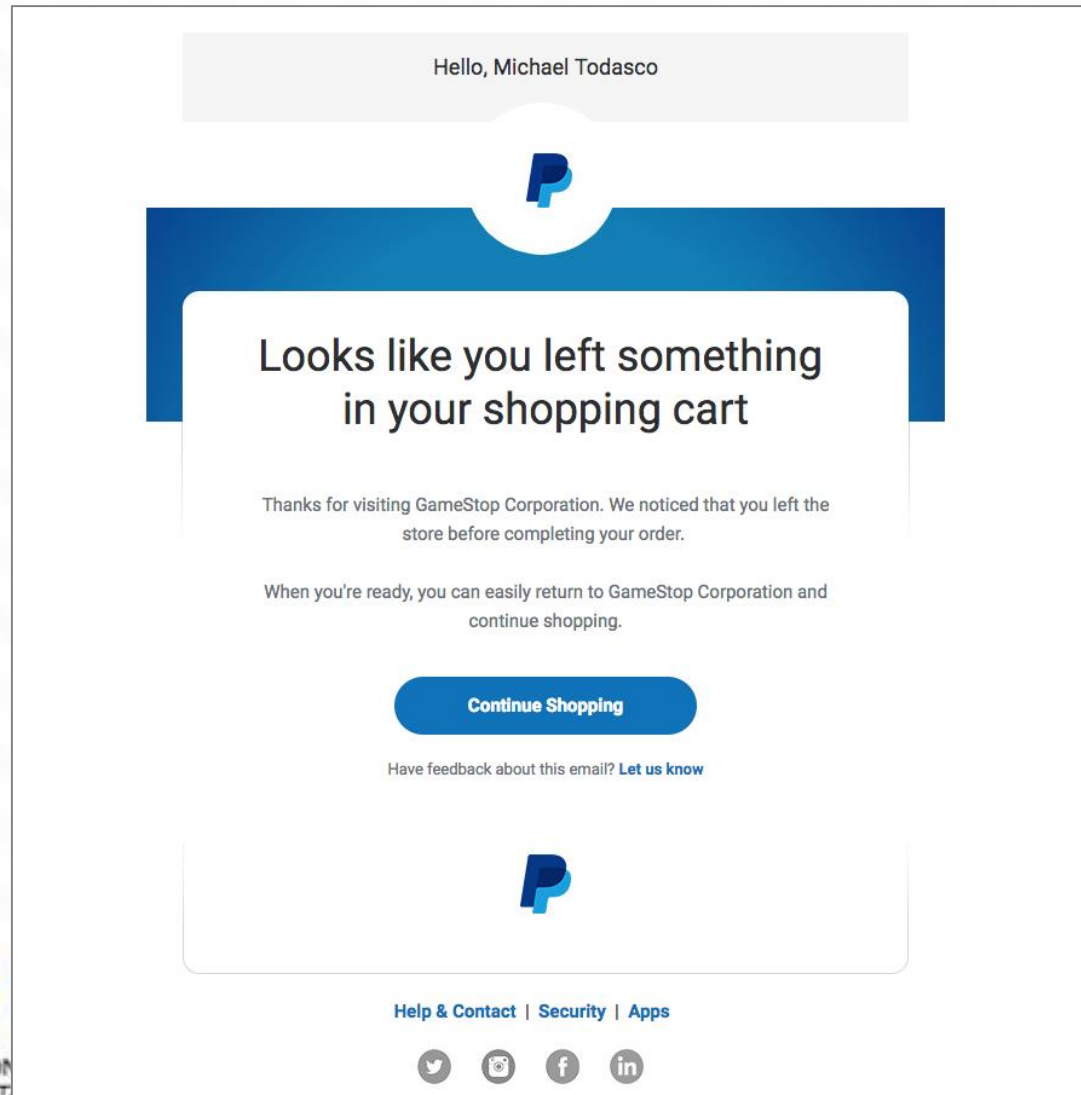 Hello, Michael Todasco
Looks like you left something
in your shopping cart
Thanks for visiting GameStop Corporation. We noticed that you left the
store before completing your order.
When you're ready, you can easily return to GameStop Corporation and
continue shopping.
Continue Shopping
Have feedback about this email? Let us know
Help & Contact | Security | Apps